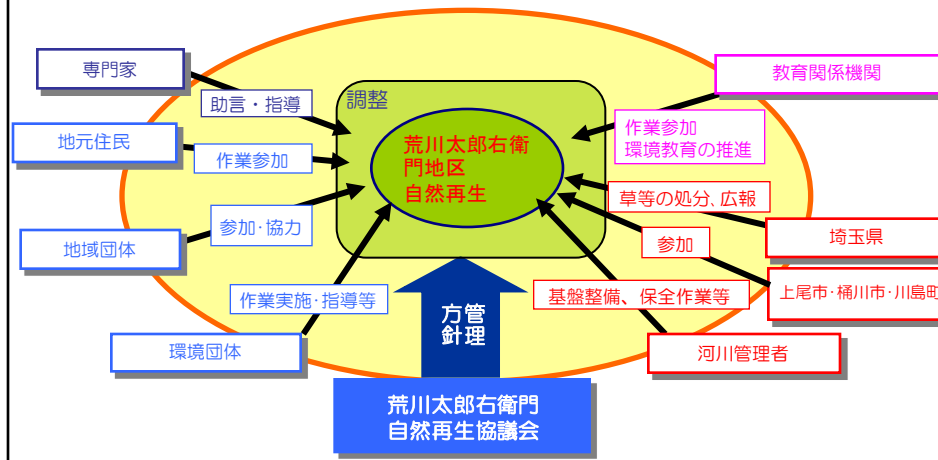 専門家
助言・指導
調整
教育関係機関
作業参加
環境教育の推進
地元住民
作業参加
荒川太郎右衛
門地区
自然再生
草等の処分、広報
埼玉県
地域団体
参加・協力
参加
上尾市・桶川市・川島町
作業実施・指導等
基盤整備、保全作業等
環境団体
河川管理者
管理
方針
荒川太郎右衛門
自然再生協議会